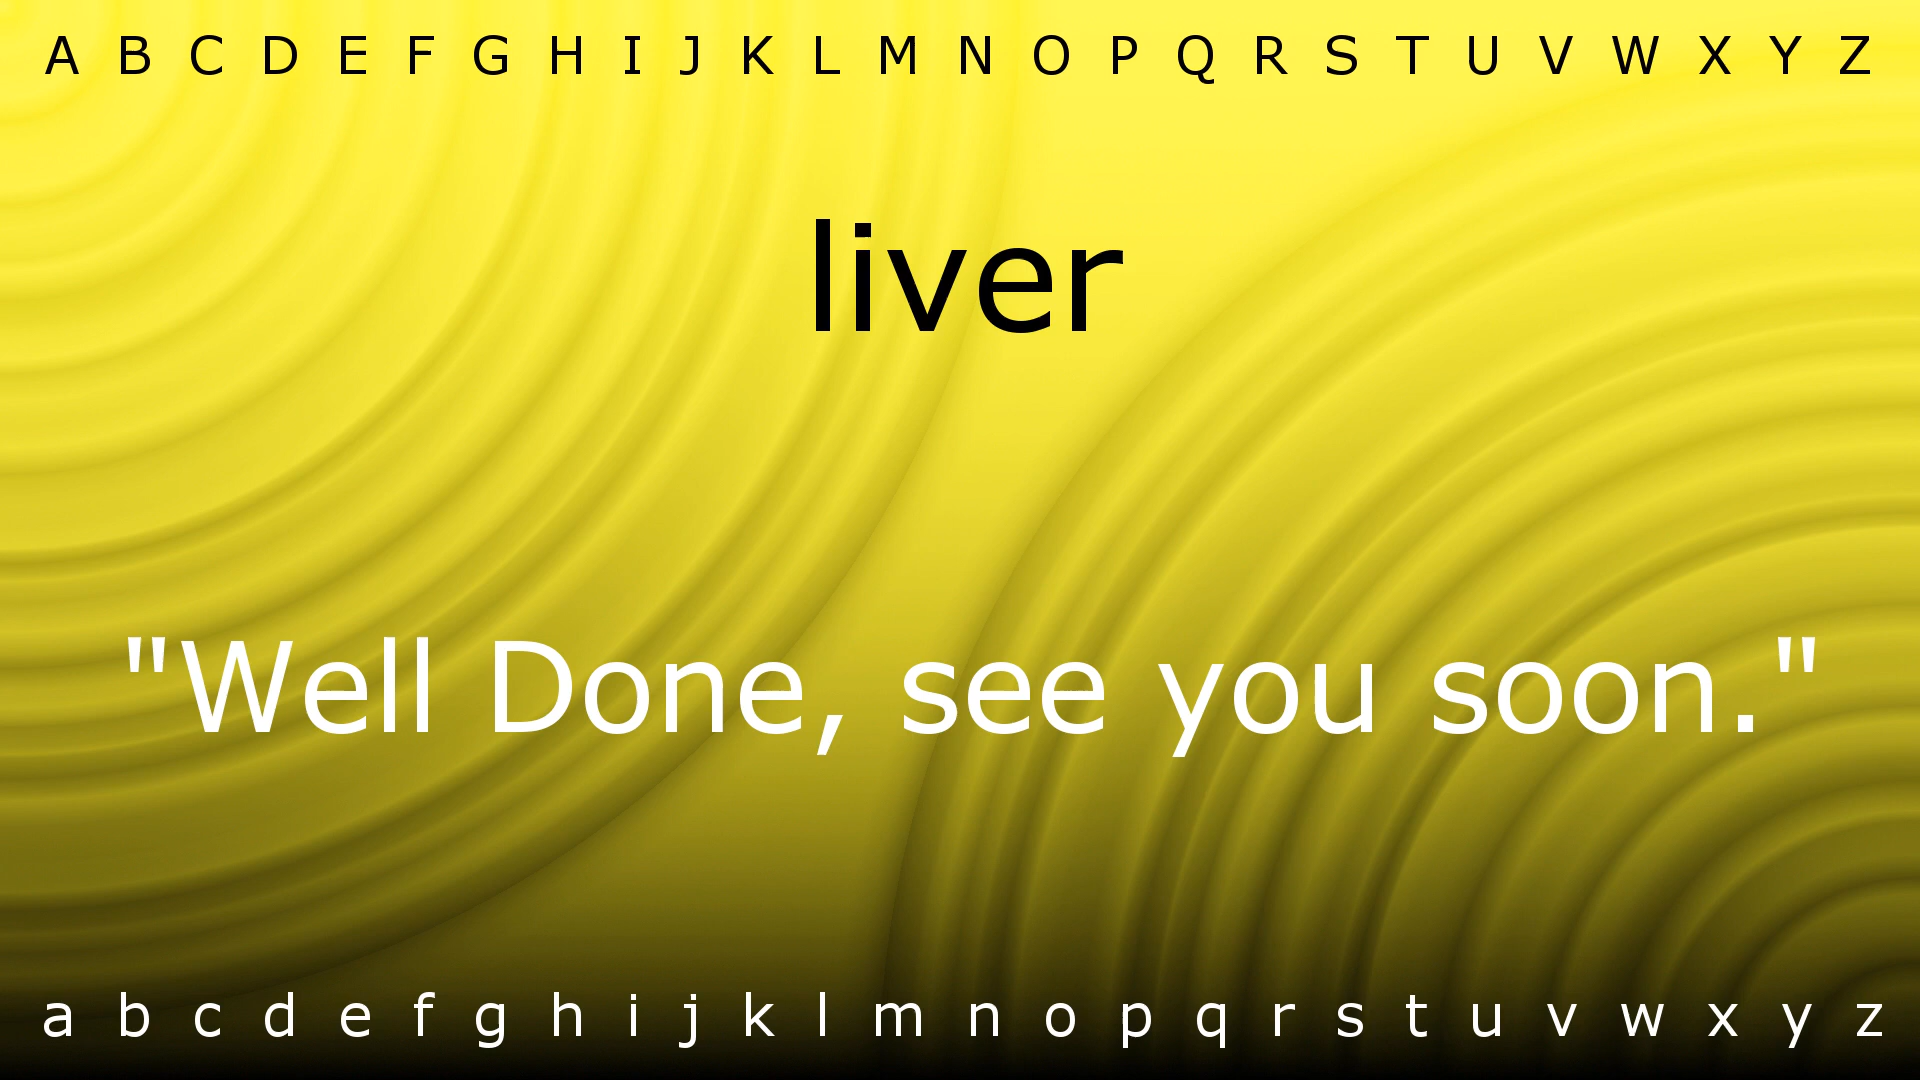 A B C D E F G H I J K L M N O P Q R S T U V W X Y Z
liver
"Well Done, see you soon."
a b c d e f g h i j k l m n o p q r s t u v w x y z